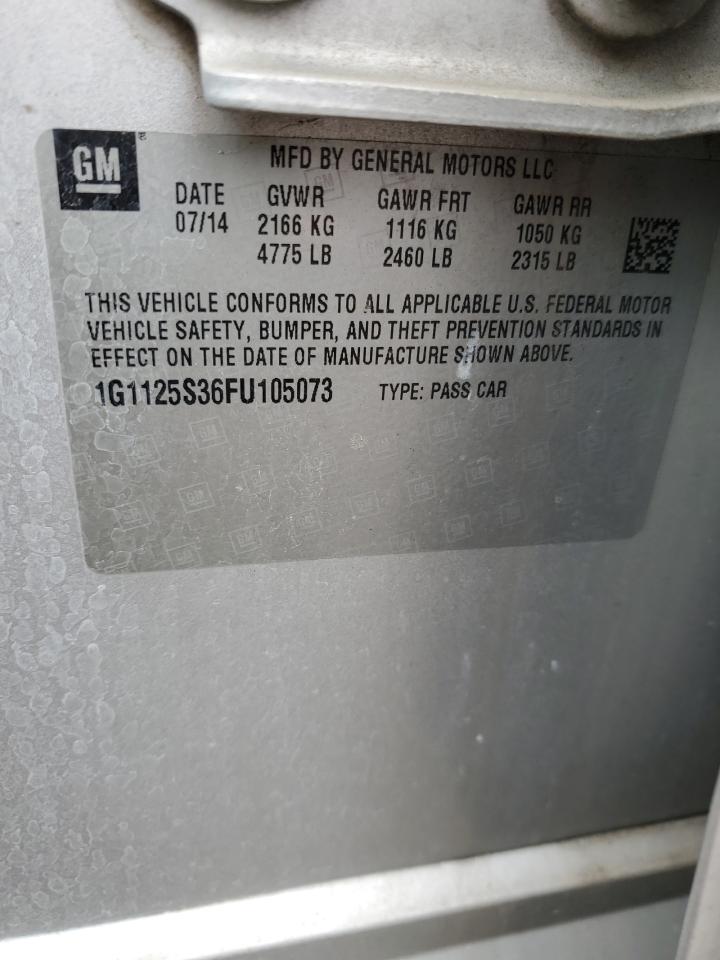 GM
MFD BY GENERAL MOTORS LLC
DATE GVWR GAWR FRT GAWR RR
07/14 2166 KG 1116 KG 1050 KG
4775 LB 2460 LB 2315 LB
THIS VEHICLE CONFORMS TO ALL APPLICABLE U.S. FEDERAL MOTOR
VEHICLE SAFETY, BUMPER, AND THEFT PREVENTION STANDARDS IN
EFFECT ON THE DATE OF MANUFACTURE SHOWN ABOVE.
1G1125S36FU105073 TYPE: PASS CAR